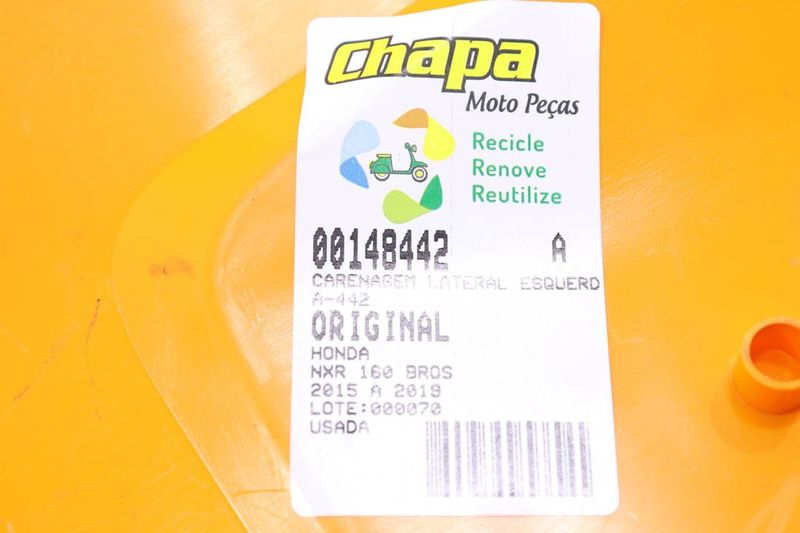 Chapa
Moto Peças
Recicle
Renove
Reutilize
00148442 A
CARENAGEM LATERAL ESQUERD
A-442
ORIGINAL
HONDA
NXR 160 BROS
2015 A 2019
LOTE:000070
USADA